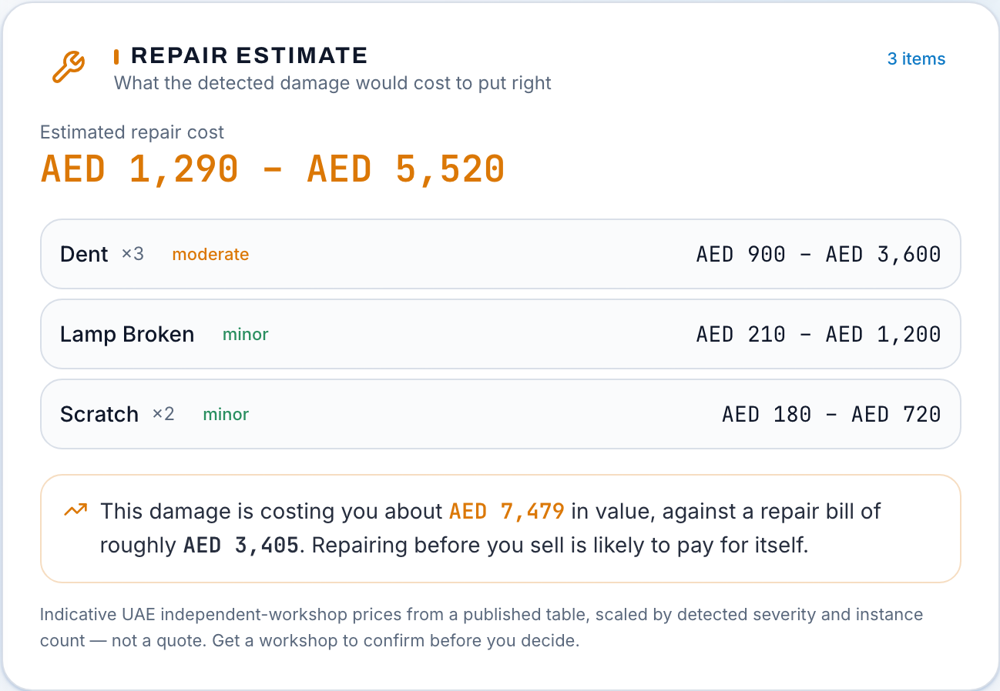 REPAIR ESTIMATE
3 items
What the detected damage would cost to put right
Estimated repair cost
AED 1,290 – AED 5,520
Dent ×3 moderate AED 900 – AED 3,600
Lamp Broken minor AED 210 – AED 1,200
Scratch ×2 minor AED 180 – AED 720
This damage is costing you about AED 7,479 in value, against a repair bill of
roughly AED 3,405. Repairing before you sell is likely to pay for itself.
Indicative UAE independent-workshop prices from a published table, scaled by detected severity and instance
count — not a quote. Get a workshop to confirm before you decide.